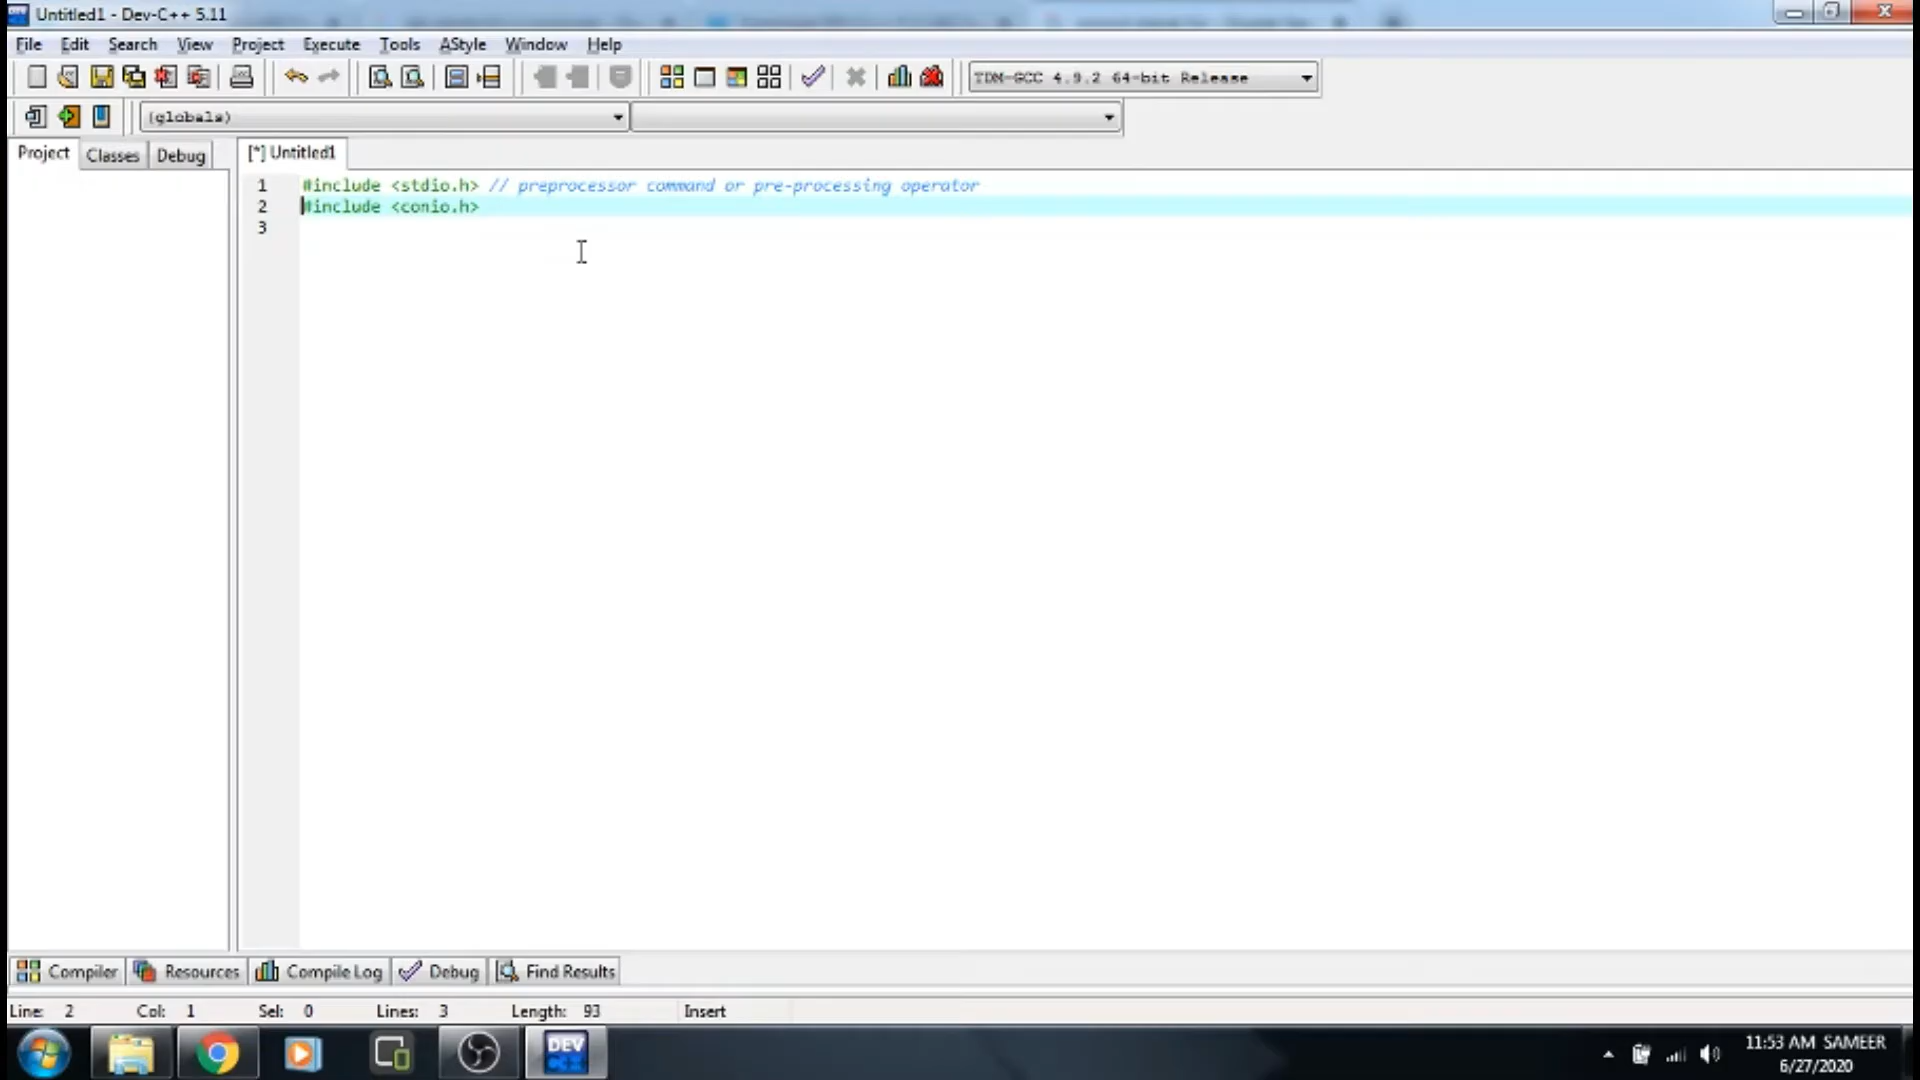 Untitled1 - Dev-C++ 5.11
File Edit Search View Project Execute Tools AStyle Window Help
TDM-GCC 4.9.2 64-bit Release
(globals)
Project Classes Debug [*] Untitled1
1 #include <stdio.h> // preprocessor command or pre-processing operator
2 #include <conio.h>
3
Compiler Resources Compile Log Debug Find Results
Line: 2 Col: 1 Sel: 0 Lines: 3 Length: 93 Insert
DEV C++
11:53 AM SAMEER
6/27/2020